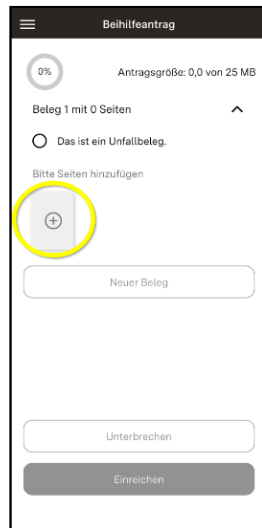 Beihilfeantrag
0%
Antragsgröße: 0,0 von 25 MB
Beleg 1 mit 0 Seiten
Das ist ein Unfallbeleg.
Bitte Seiten hinzufügen
Neuer Beleg
Unterbrechen
Einreichen